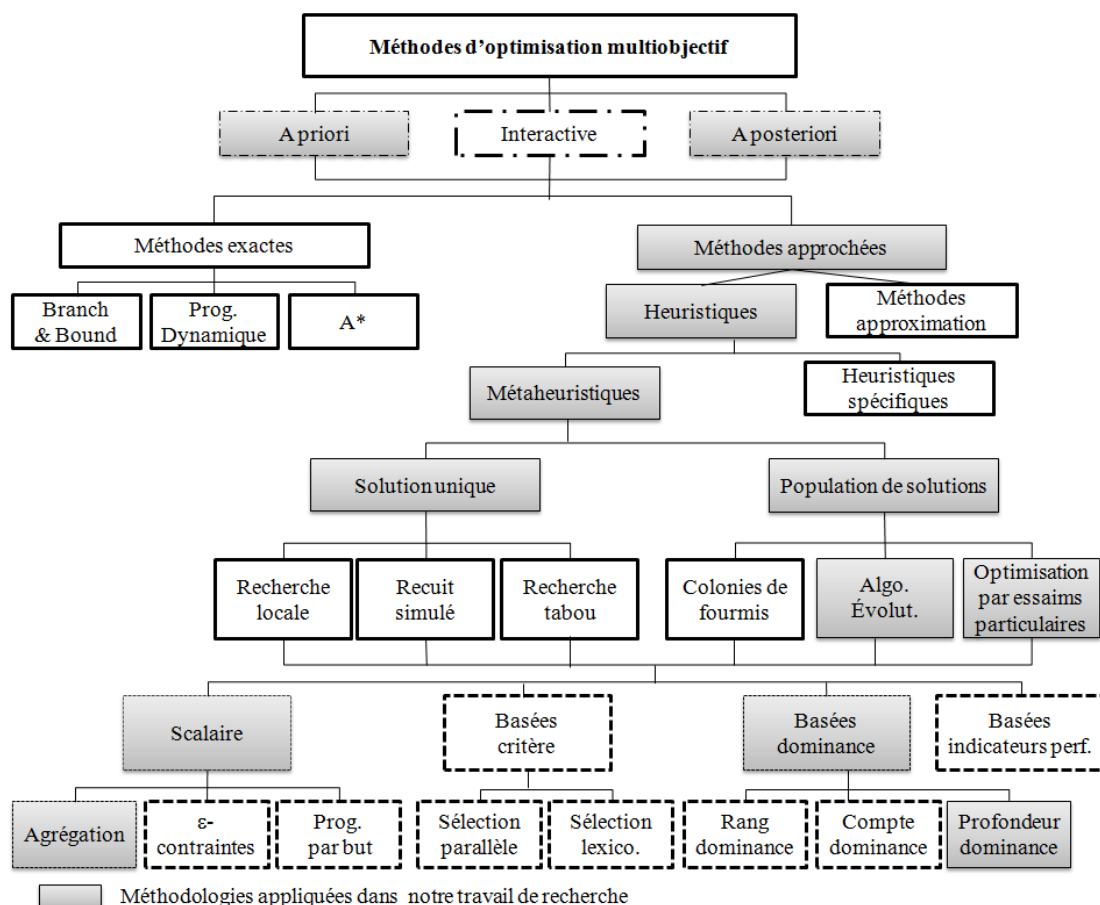 Méthodes d'optimisation multiobjectif
A priori
Interactive
A posteriori
Méthodes exactes
Méthodes approchées
Branch
& Bound
Prog.
Dynamique
A*
Heuristiques
Méthodes
approximation
Métaheuristiques
Heuristiques
spécifiques
Solution unique
Population de solutions
Recherche
locale
Recuit
simulé
Recherche
tabou
Colonies de
fourmis
Algo.
Évolut.
Optimisation
par essaims
particulaires
Scalaire
Basées
critère
Basées
dominance
Basées
indicateurs perf.
Agrégation
ε-
contraintes
Prog.
par but
Sélection
parallèle
Sélection
lexico.
Rang
dominance
Compte
dominance
Profondeur
dominance
Méthodologies appliquées dans notre travail de recherche